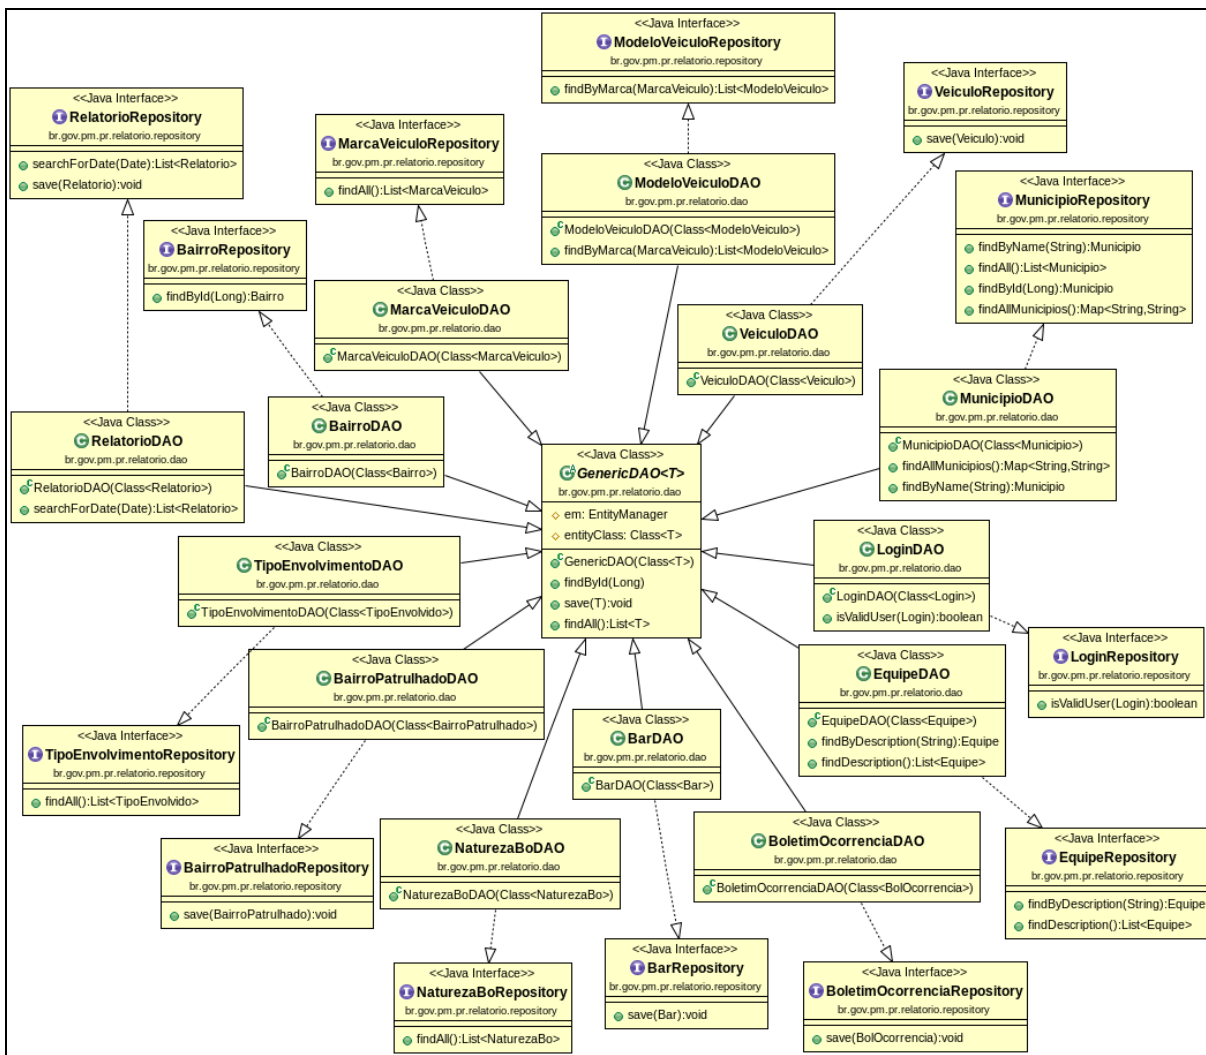 <<Java Interface>>
ModeloVeiculoRepository
br.gov.pm.pr.relatorio.repository
findByMarca(MarcaVeiculo):List<ModeloVeiculo>
<<Java Interface>>
VeiculoRepository
br.gov.pm.pr.relatorio.repository
save(Veiculo):void
<<Java Interface>>
RelatorioRepository
br.gov.pm.pr.relatorio.repository
searchForDate(Date):List<Relatorio>
save(Relatorio):void
<<Java Interface>>
MarcaVeiculoRepository
br.gov.pm.pr.relatorio.repository
findAll():List<MarcaVeiculo>
<<Java Class>>
ModeloVeiculoDAO
br.gov.pm.pr.relatorio.dao
ModeloVeiculoDAO(Class<ModeloVeiculo>)
findByMarca(MarcaVeiculo):List<ModeloVeiculo>
<<Java Interface>>
MunicipioRepository
br.gov.pm.pr.relatorio.repository
findByName(String):Municipio
findAll():List<Municipio>
findById(Long):Municipio
findAllMunicipios():Map<String,String>
<<Java Interface>>
BairroRepository
br.gov.pm.pr.relatorio.repository
findById(Long):Bairro
<<Java Class>>
MarcaVeiculoDAO
br.gov.pm.pr.relatorio.dao
MarcaVeiculoDAO(Class<MarcaVeiculo>)
<<Java Class>>
VeiculoDAO
br.gov.pm.pr.relatorio.dao
VeiculoDAO(Class<Veiculo>)
<<Java Class>>
MunicipioDAO
br.gov.pm.pr.relatorio.dao
MunicipioDAO(Class<Municipio>)
findAllMunicipios():Map<String,String>
findByName(String):Municipio
<<Java Class>>
RelatorioDAO
br.gov.pm.pr.relatorio.dao
RelatorioDAO(Class<Relatorio>)
searchForDate(Date):List<Relatorio>
<<Java Class>>
BairroDAO
br.gov.pm.pr.relatorio.dao
BairroDAO(Class<Bairro>)
<<Java Class>>
GenericDAO<T>
br.gov.pm.pr.relatorio.dao
em: EntityManager
entityClass: Class<T>
GenericDAO(Class<T>)
findById(Long)
save(T):void
findAll():List<T>
<<Java Class>>
TipoEnvolvimentoDAO
br.gov.pm.pr.relatorio.dao
TipoEnvolvimentoDAO(Class<TipoEnvolvido>)
<<Java Class>>
LoginDAO
br.gov.pm.pr.relatorio.dao
LoginDAO(Class<Login>)
isValidUser(Login):boolean
<<Java Interface>>
LoginRepository
br.gov.pm.pr.relatorio.repository
isValidUser(Login):boolean
<<Java Class>>
BairroPatrulhadoDAO
br.gov.pm.pr.relatorio.dao
BairroPatrulhadoDAO(Class<BairroPatrulhado>)
<<Java Class>>
EquipeDAO
br.gov.pm.pr.relatorio.dao
EquipeDAO(Class<Equipe>)
findByDescription(String):Equipe
findDescription():List<Equipe>
<<Java Class>>
BarDAO
br.gov.pm.pr.relatorio.dao
BarDAO(Class<Bar>)
<<Java Interface>>
TipoEnvolvimentoRepository
br.gov.pm.pr.relatorio.repository
findAll():List<TipoEnvolvido>
<<Java Class>>
NaturezaBoDAO
br.gov.pm.pr.relatorio.dao
NaturezaBoDAO(Class<NaturezaBo>)
<<Java Class>>
BoletimOcorrenciaDAO
br.gov.pm.pr.relatorio.dao
BoletimOcorrenciaDAO(Class<BolOcorrencia>)
<<Java Interface>>
EquipeRepository
br.gov.pm.pr.relatorio.repository
findByDescription(String):Equipe
findDescription():List<Equipe>
<<Java Interface>>
BairroPatrulhadoRepository
br.gov.pm.pr.relatorio.repository
save(BairroPatrulhado):void
<<Java Interface>>
NaturezaBoRepository
br.gov.pm.pr.relatorio.repository
findAll():List<NaturezaBo>
<<Java Interface>>
BarRepository
br.gov.pm.pr.relatorio.repository
save(Bar):void
<<Java Interface>>
BoletimOcorrenciaRepository
br.gov.pm.pr.relatorio.repository
save(BolOcorrencia):void